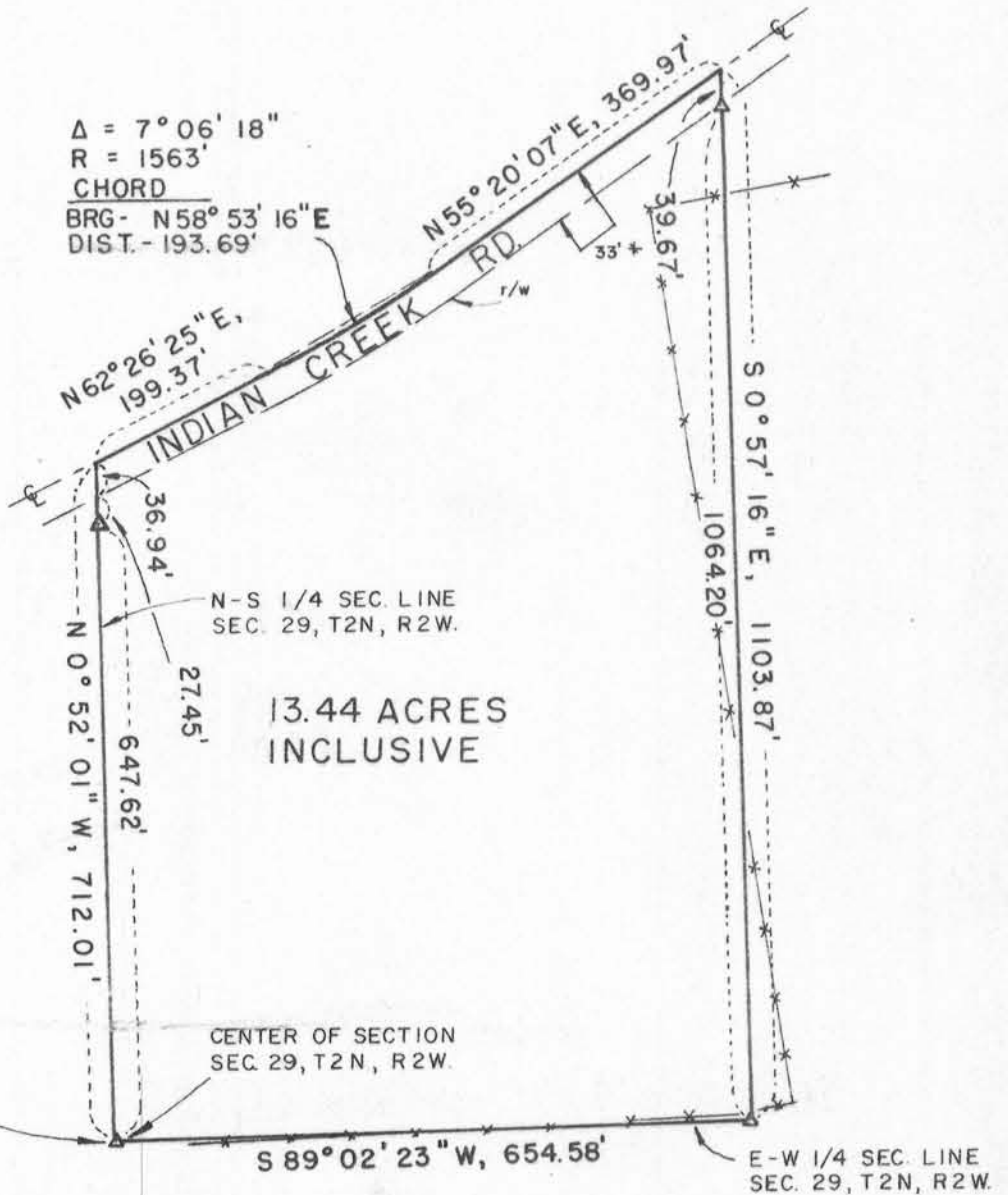 ℄
Δ = 7° 06' 18"
R = 1563'
CHORD
BRG- N 58° 53' 16" E
DIST. - 193.69'
N 55° 20' 07" E, 369.97'
INDIAN CREEK RD.
33' *
r/w
39.67'
N 62° 26' 25" E,
199.37'
℄
36.94'
27.45'
N-S 1/4 SEC. LINE
SEC. 29, T2N, R2W.
S 0° 57' 16" E, 1103.87'
1064.20'
N 0° 52' 01" W, 712.01'
647.62'
13.44 ACRES
INCLUSIVE
CENTER OF SECTION
SEC. 29, T2N, R2W.
S 89° 02' 23" W, 654.58'
E-W 1/4 SEC. LINE
SEC. 29, T2N, R2W.